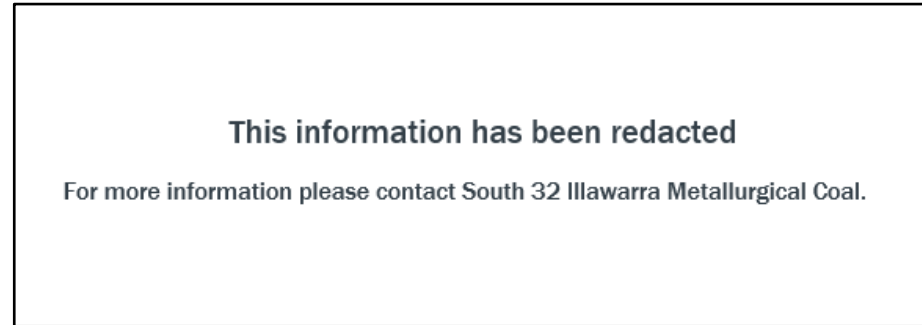 This information has been redacted
For more information please contact South 32 Illawarra Metallurgical Coal.